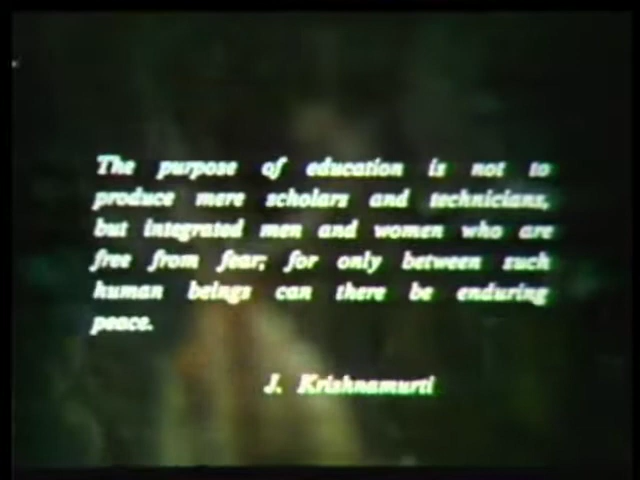 The purpose of education is not to
produce mere scholars and technicians,
but integrated men and women who are
free from fear; for only between such
human beings can there be enduring
peace.
J. Krishnamurti